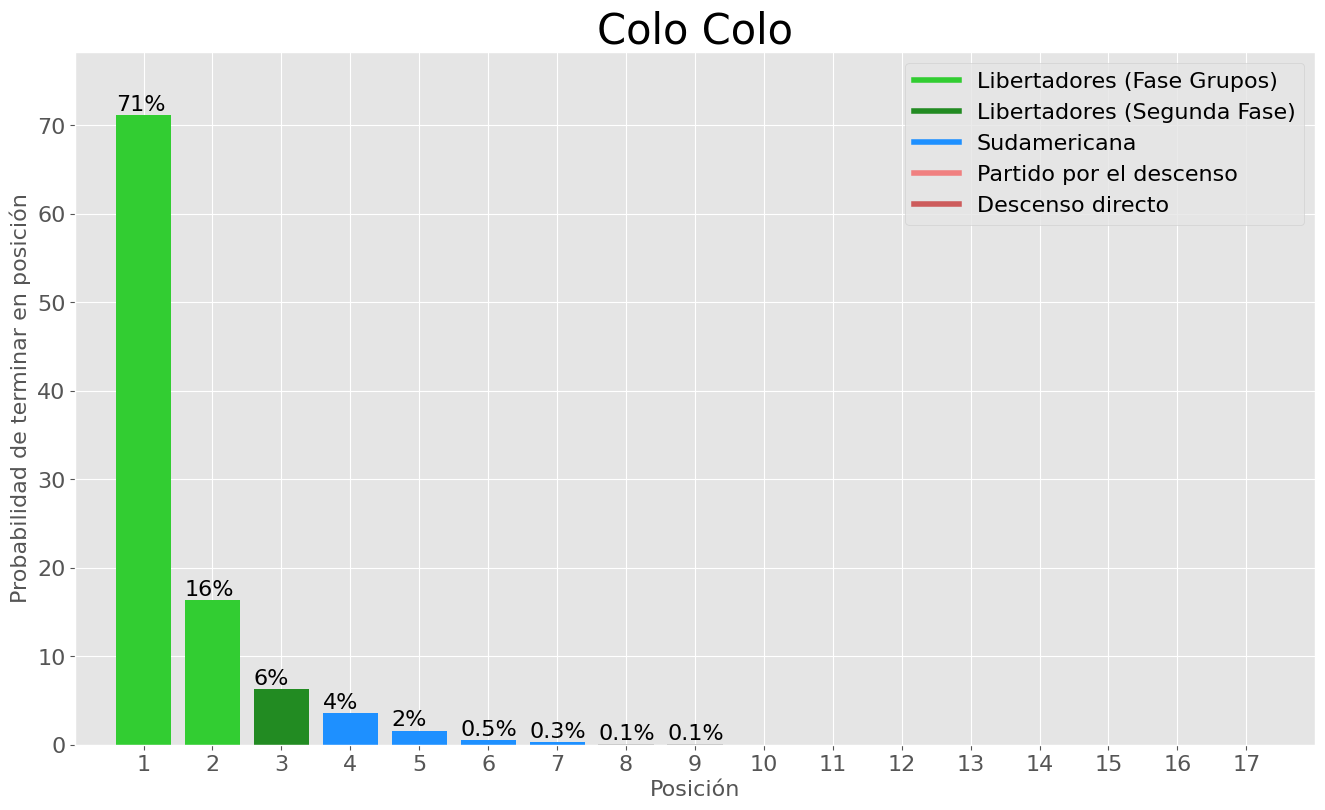 Colo Colo
Libertadores (Fase Grupos)
Libertadores (Segunda Fase)
Sudamericana
Partido por el descenso
Descenso directo
Probabilidad de terminar en posición
70
60
50
40
30
20
10
0
71%
16%
6%
4%
2%
0.5%
0.3%
0.1%
0.1%
1 2 3 4 5 6 7 8 9 10 11 12 13 14 15 16 17
Posición